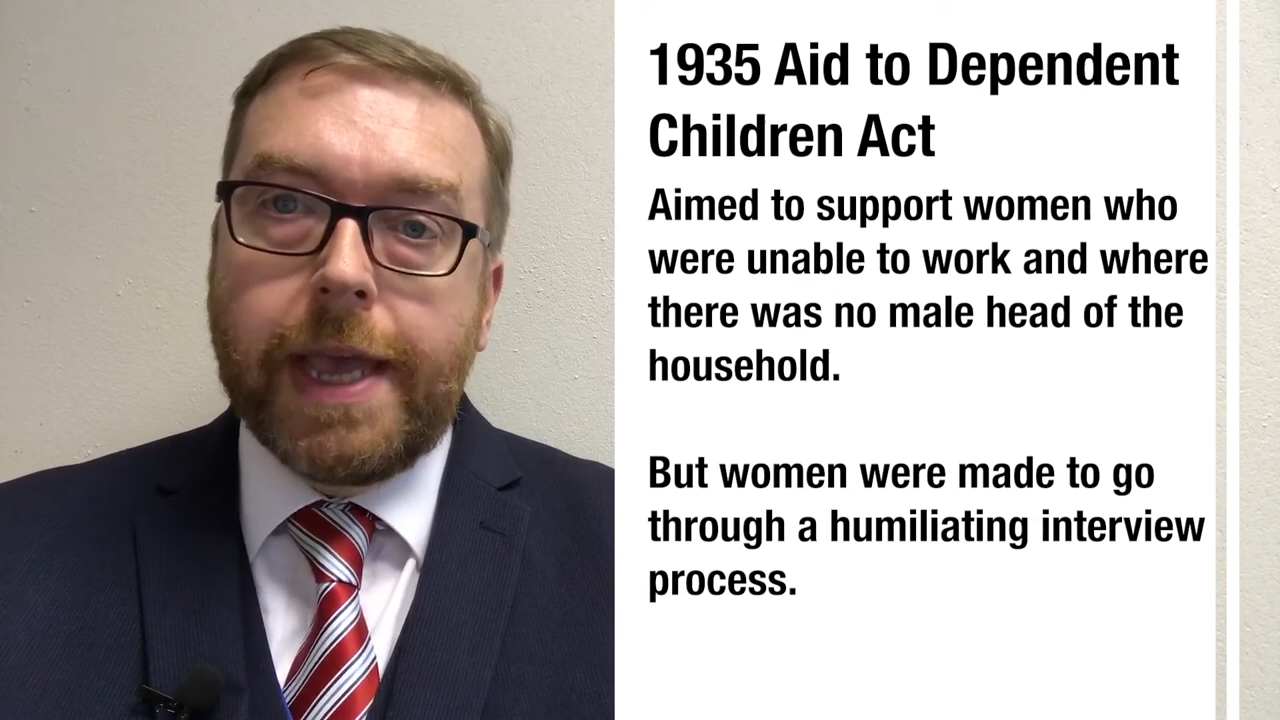 1935 Aid to Dependent
Children Act
Aimed to support women who
were unable to work and where
there was no male head of the
household.
But women were made to go
through a humiliating interview
process.